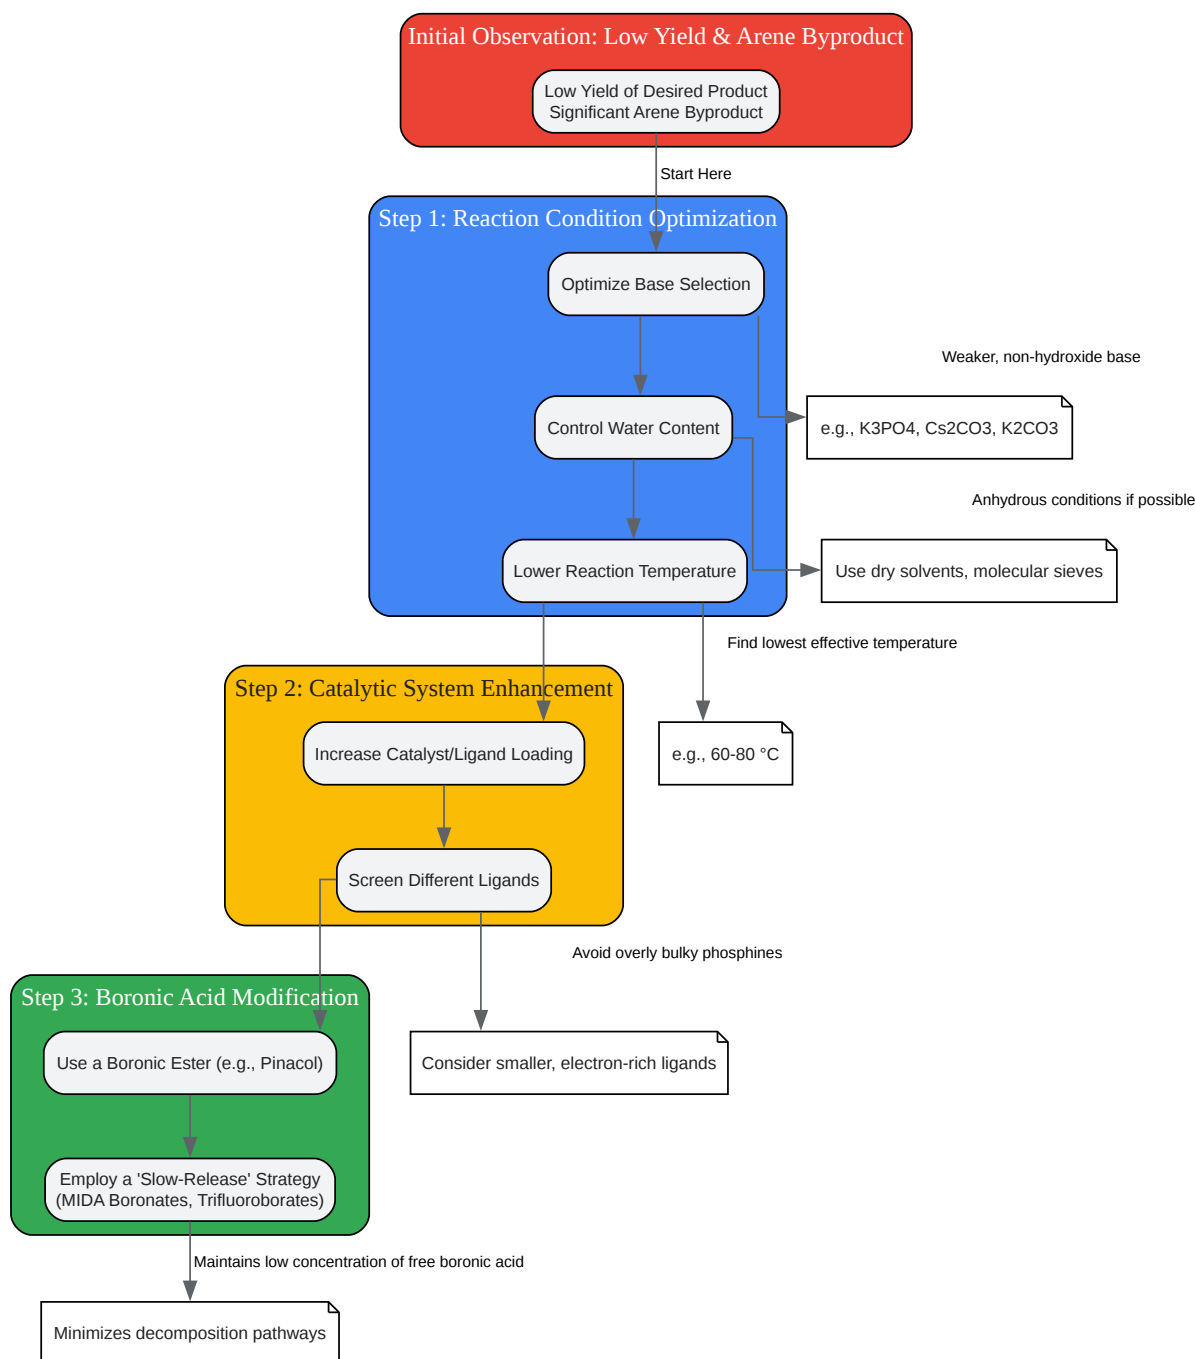 Initial Observation: Low Yield & Arene Byproduct
Low Yield of Desired Product
Significant Arene Byproduct
Start Here
Step 1: Reaction Condition Optimization
Optimize Base Selection
Weaker, non-hydroxide base
Control Water Content
e.g., K3PO4, Cs2CO3, K2CO3
Anhydrous conditions if possible
Lower Reaction Temperature
Use dry solvents, molecular sieves
Find lowest effective temperature
Step 2: Catalytic System Enhancement
Increase Catalyst/Ligand Loading
e.g., 60-80 °C
Screen Different Ligands
Avoid overly bulky phosphines
Step 3: Boronic Acid Modification
Use a Boronic Ester (e.g., Pinacol)
Consider smaller, electron-rich ligands
Employ a 'Slow-Release' Strategy
(MIDA Boronates, Trifluoroborates)
Maintains low concentration of free boronic acid
Minimizes decomposition pathways